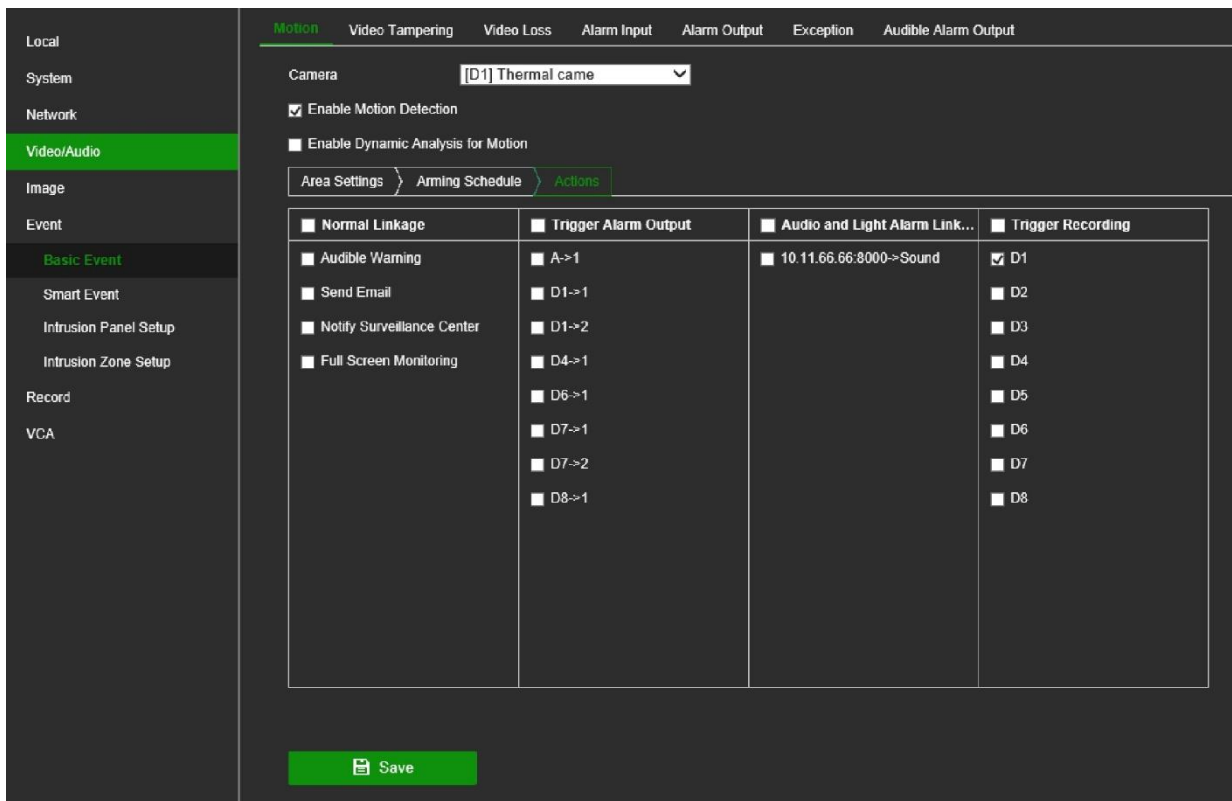 Local
System
Network
Video/Audio
Image
Event
Basic Event
Smart Event
Intrusion Panel Setup
Intrusion Zone Setup
Record
VCA
Motion Video Tampering Video Loss Alarm Input Alarm Output Exception Audible Alarm Output
Camera [D1] Thermal came
Enable Motion Detection
Enable Dynamic Analysis for Motion
Area Settings Arming Schedule Actions
Normal Linkage Trigger Alarm Output Audio and Light Alarm Link... Trigger Recording
Audible Warning A->1 10.11.66.66:8000->Sound D1
Send Email D1->1 D2
Notify Surveillance Center D1->2 D3
Full Screen Monitoring D4->1 D4
D6->1 D5
D7->1 D6
D7->2 D7
D8->1 D8
Save